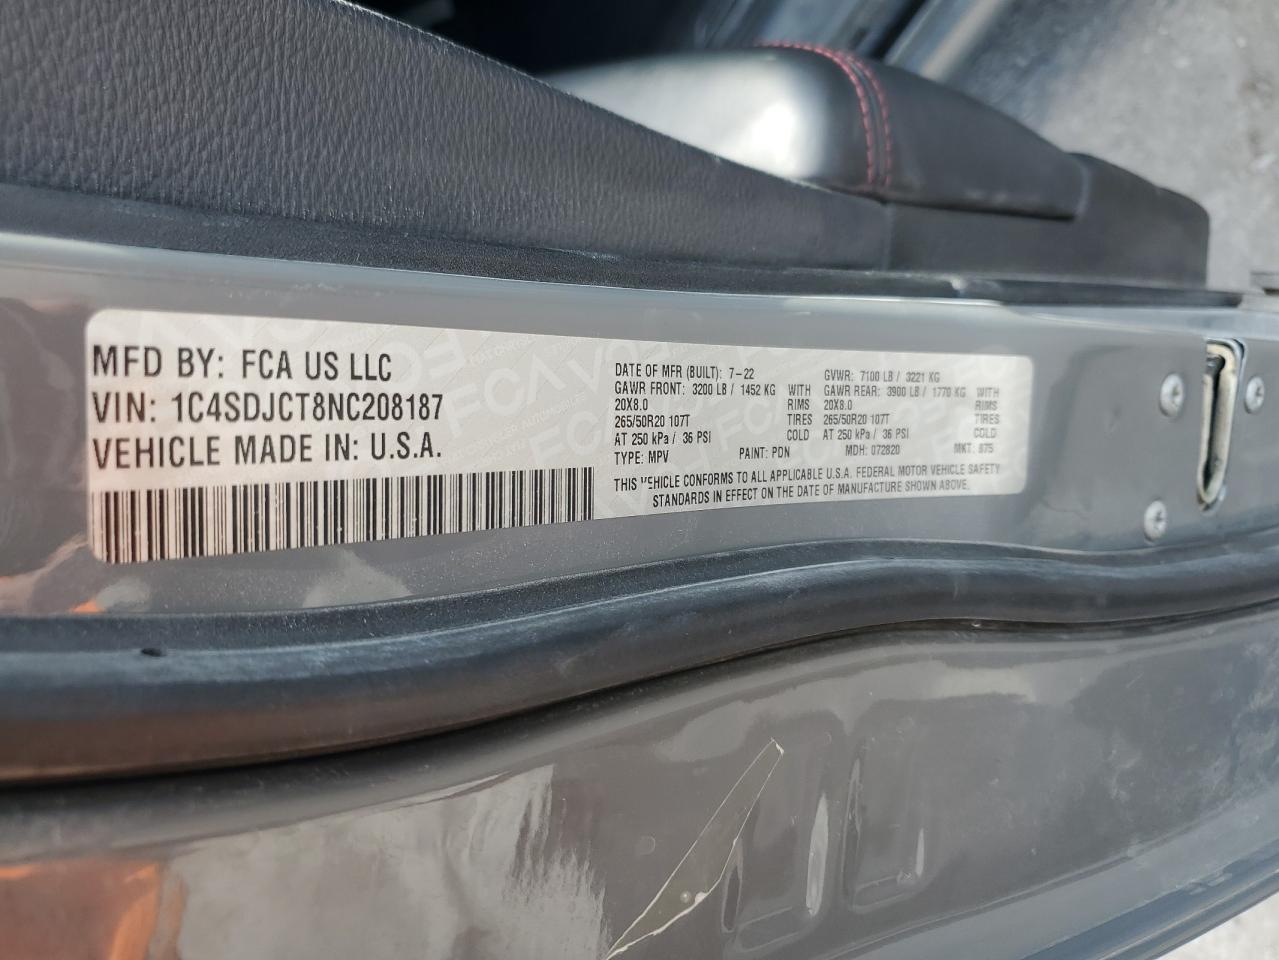 MFD BY: FCA US LLC
VIN: 1C4SDJCT8NC208187
VEHICLE MADE IN: U.S.A.
DATE OF MFR (BUILT): 7-22 GVWR: 7100 LB / 3221 KG
GAWR FRONT: 3200 LB / 1452 KG WITH GAWR REAR: 3900 LB / 1770 KG WITH
20X8.0 RIMS 20X8.0 RIMS
265/50R20 107T TIRES 265/50R20 107T TIRES
AT 250 kPa / 36 PSI COLD AT 250 kPa / 36 PSI COLD
TYPE: MPV PAINT: PDN MDH: 072820 MKT: 875
THIS VEHICLE CONFORMS TO ALL APPLICABLE U.S.A. FEDERAL MOTOR VEHICLE SAFETY
STANDARDS IN EFFECT ON THE DATE OF MANUFACTURE SHOWN ABOVE.